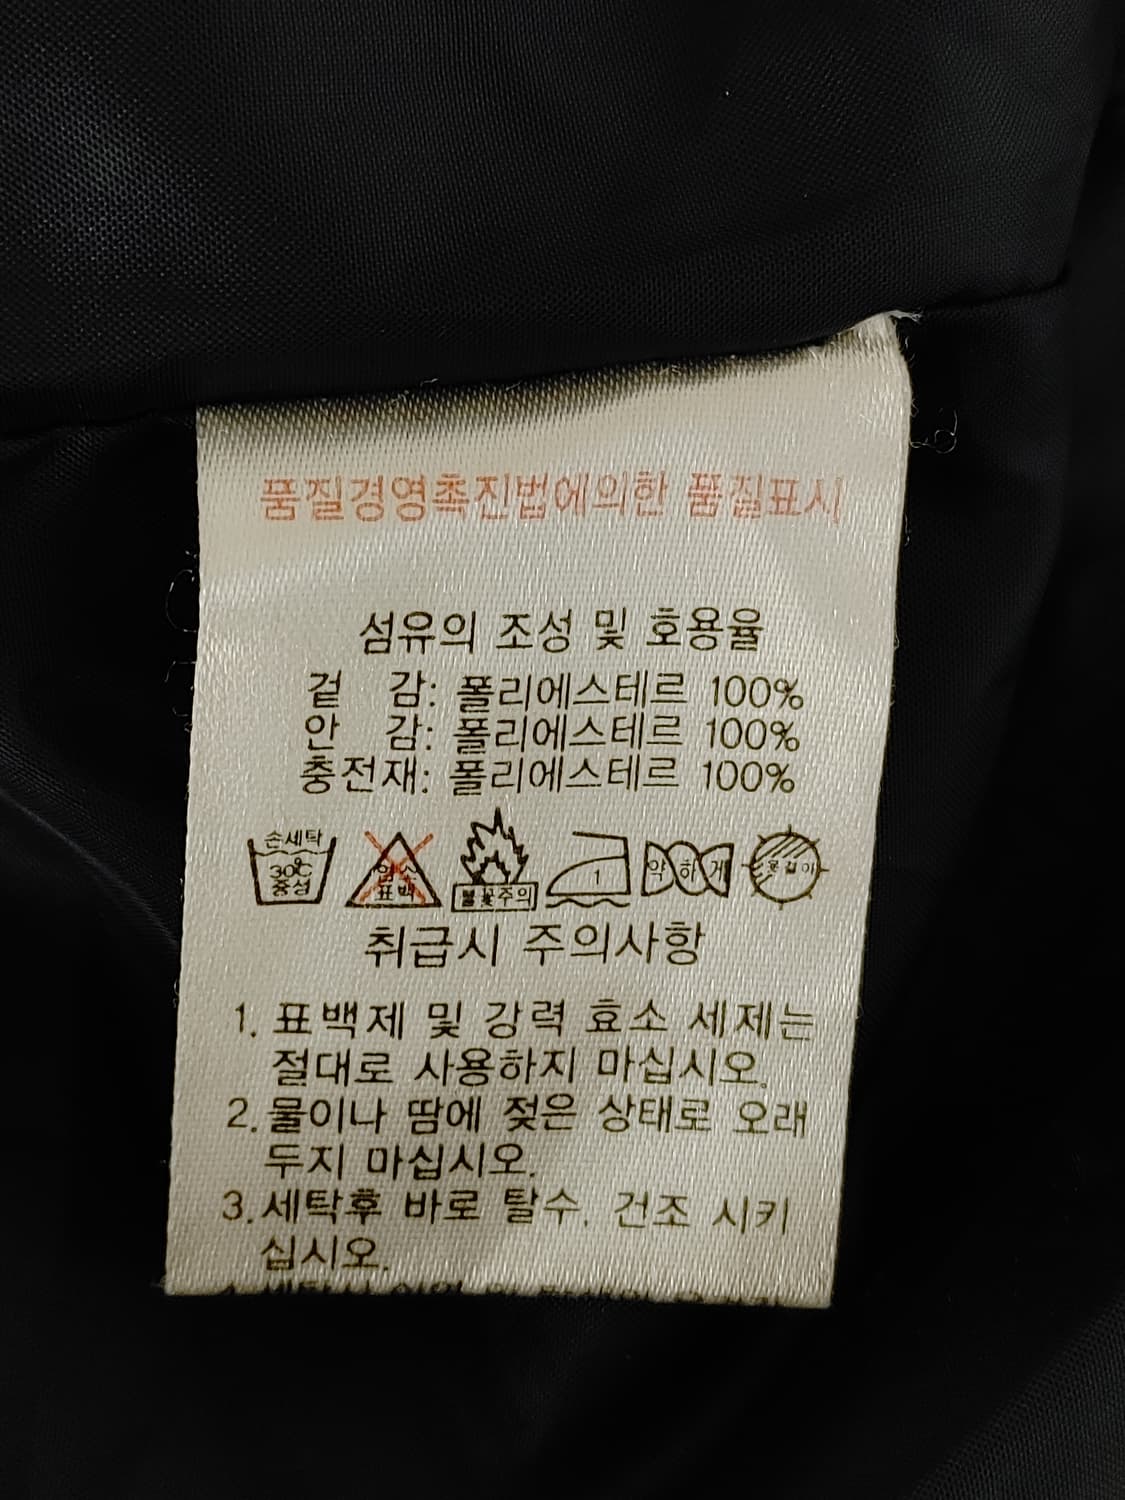 품질경영촉진법에의한 품질표시
섬유의 조성 및 호용율
겉 감: 폴리에스테르 100%
안 감: 폴리에스테르 100%
충전재: 폴리에스테르 100%
손세탁
30℃
중성
염소
표백
불꽃주의
1
약하게
옷걸이
취급시 주의사항
1. 표백제 및 강력 효소 세제는
절대로 사용하지 마십시오.
2. 물이나 땀에 젖은 상태로 오래
두지 마십시오.
3. 세탁후 바로 탈수, 건조 시키
십시오.